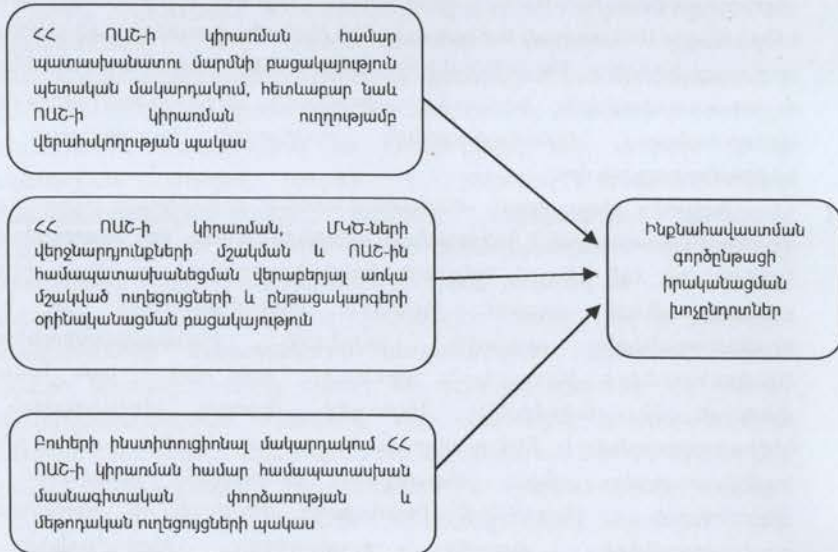 ՀՀ ՈԱՇ-ի կիրառման համար
պատասխանատու մարմնի բացակայություն
պետական մակարդակում, հետևաբար նաև
ՈԱՇ-ի կիրառման ուղղությամբ
վերահսկողության պակաս
ՀՀ ՈԱՇ-ի կիրառման, ՄԿԾ-ների
վերջնարդյունքների մշակման և ՈԱՇ-ին
համապատասխանեցման վերաբերյալ առկա
մշակված ուղեցույցների և ընթացակարգերի
օրինականացման բացակայություն
Բուհերի ինստիտուցիոնալ մակարդակում ՀՀ
ՈԱՇ-ի կիրառման համար համապատասխան
մասնագիտական փորձառության և
մեթոդական ուղեցույցների պակաս
Ինքնահավաստման
գործընթացի
իրականացման
խոչընդոտներ